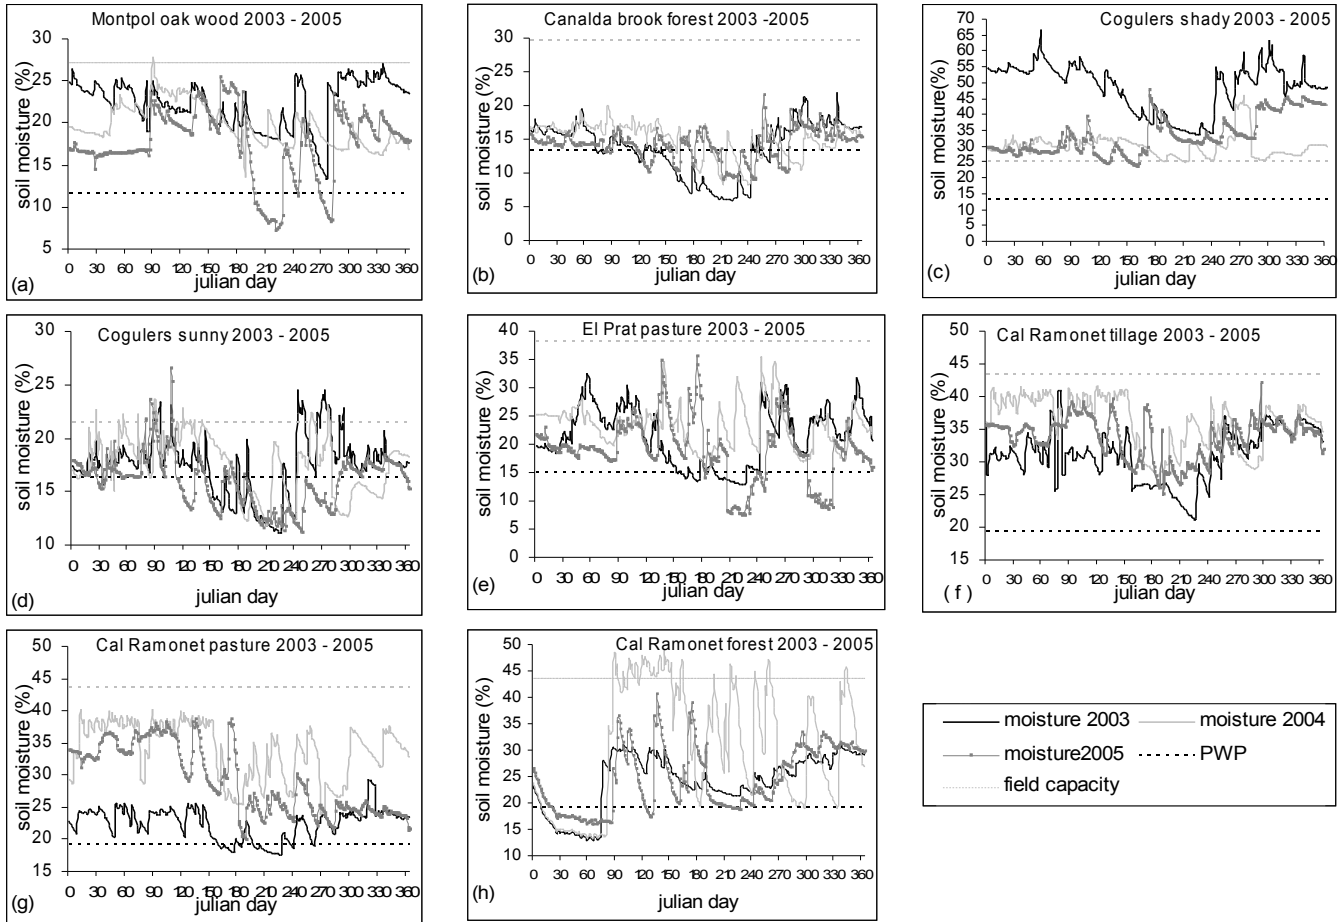 Montpol oak wood 2003 - 2005
soil moisture (%)
30
25
20
15
10
5
0 30 60 90 120 150 180 210 240 270 300 330 360
julian day
(a)
Canalda brook forest 2003 -2005
soil moisture (%)
30
25
20
15
10
5
0
0 30 60 90 120 150 180 210 240 270 300 330 360
julian day
(b)
Cogulers shady 2003 - 2005
soil moisture(%)
70
65
60
55
50
45
40
35
30
25
20
15
10
5
0
0 30 60 90 120 150 180 210 240 270 300 330 360
julian day
(c)
Cogulers sunny 2003 - 2005
soil moisture (%)
30
25
20
15
10
0 30 60 90 120 150 180 210 240 270 300 330 360
julian day
(d)
El Prat pasture 2003 - 2005
soil moisture (%)
40
35
30
25
20
15
10
5
0
0 30 60 90 120 150 180 210 240 270 300 330 360
julian day
(e)
Cal Ramonet tillage 2003 - 2005
soil moisture (%)
50
45
40
35
30
25
20
15
0 30 60 90 120 150 180 210 240 270 300 330 360
julian day
( f )
Cal Ramonet pasture 2003 - 2005
soil moisture (%)
50
45
40
35
30
25
20
15
0 30 60 90 120 150 180 210 240 270 300 330 360
julian day
(g)
Cal Ramonet forest 2003 - 2005
soil moisture (%)
50
45
40
35
30
25
20
15
10
0 30 60 90 120 150 180 210 240 270 300 330 360
julian day
(h)
moisture 2003
moisture 2004
moisture2005
PWP
field capacity